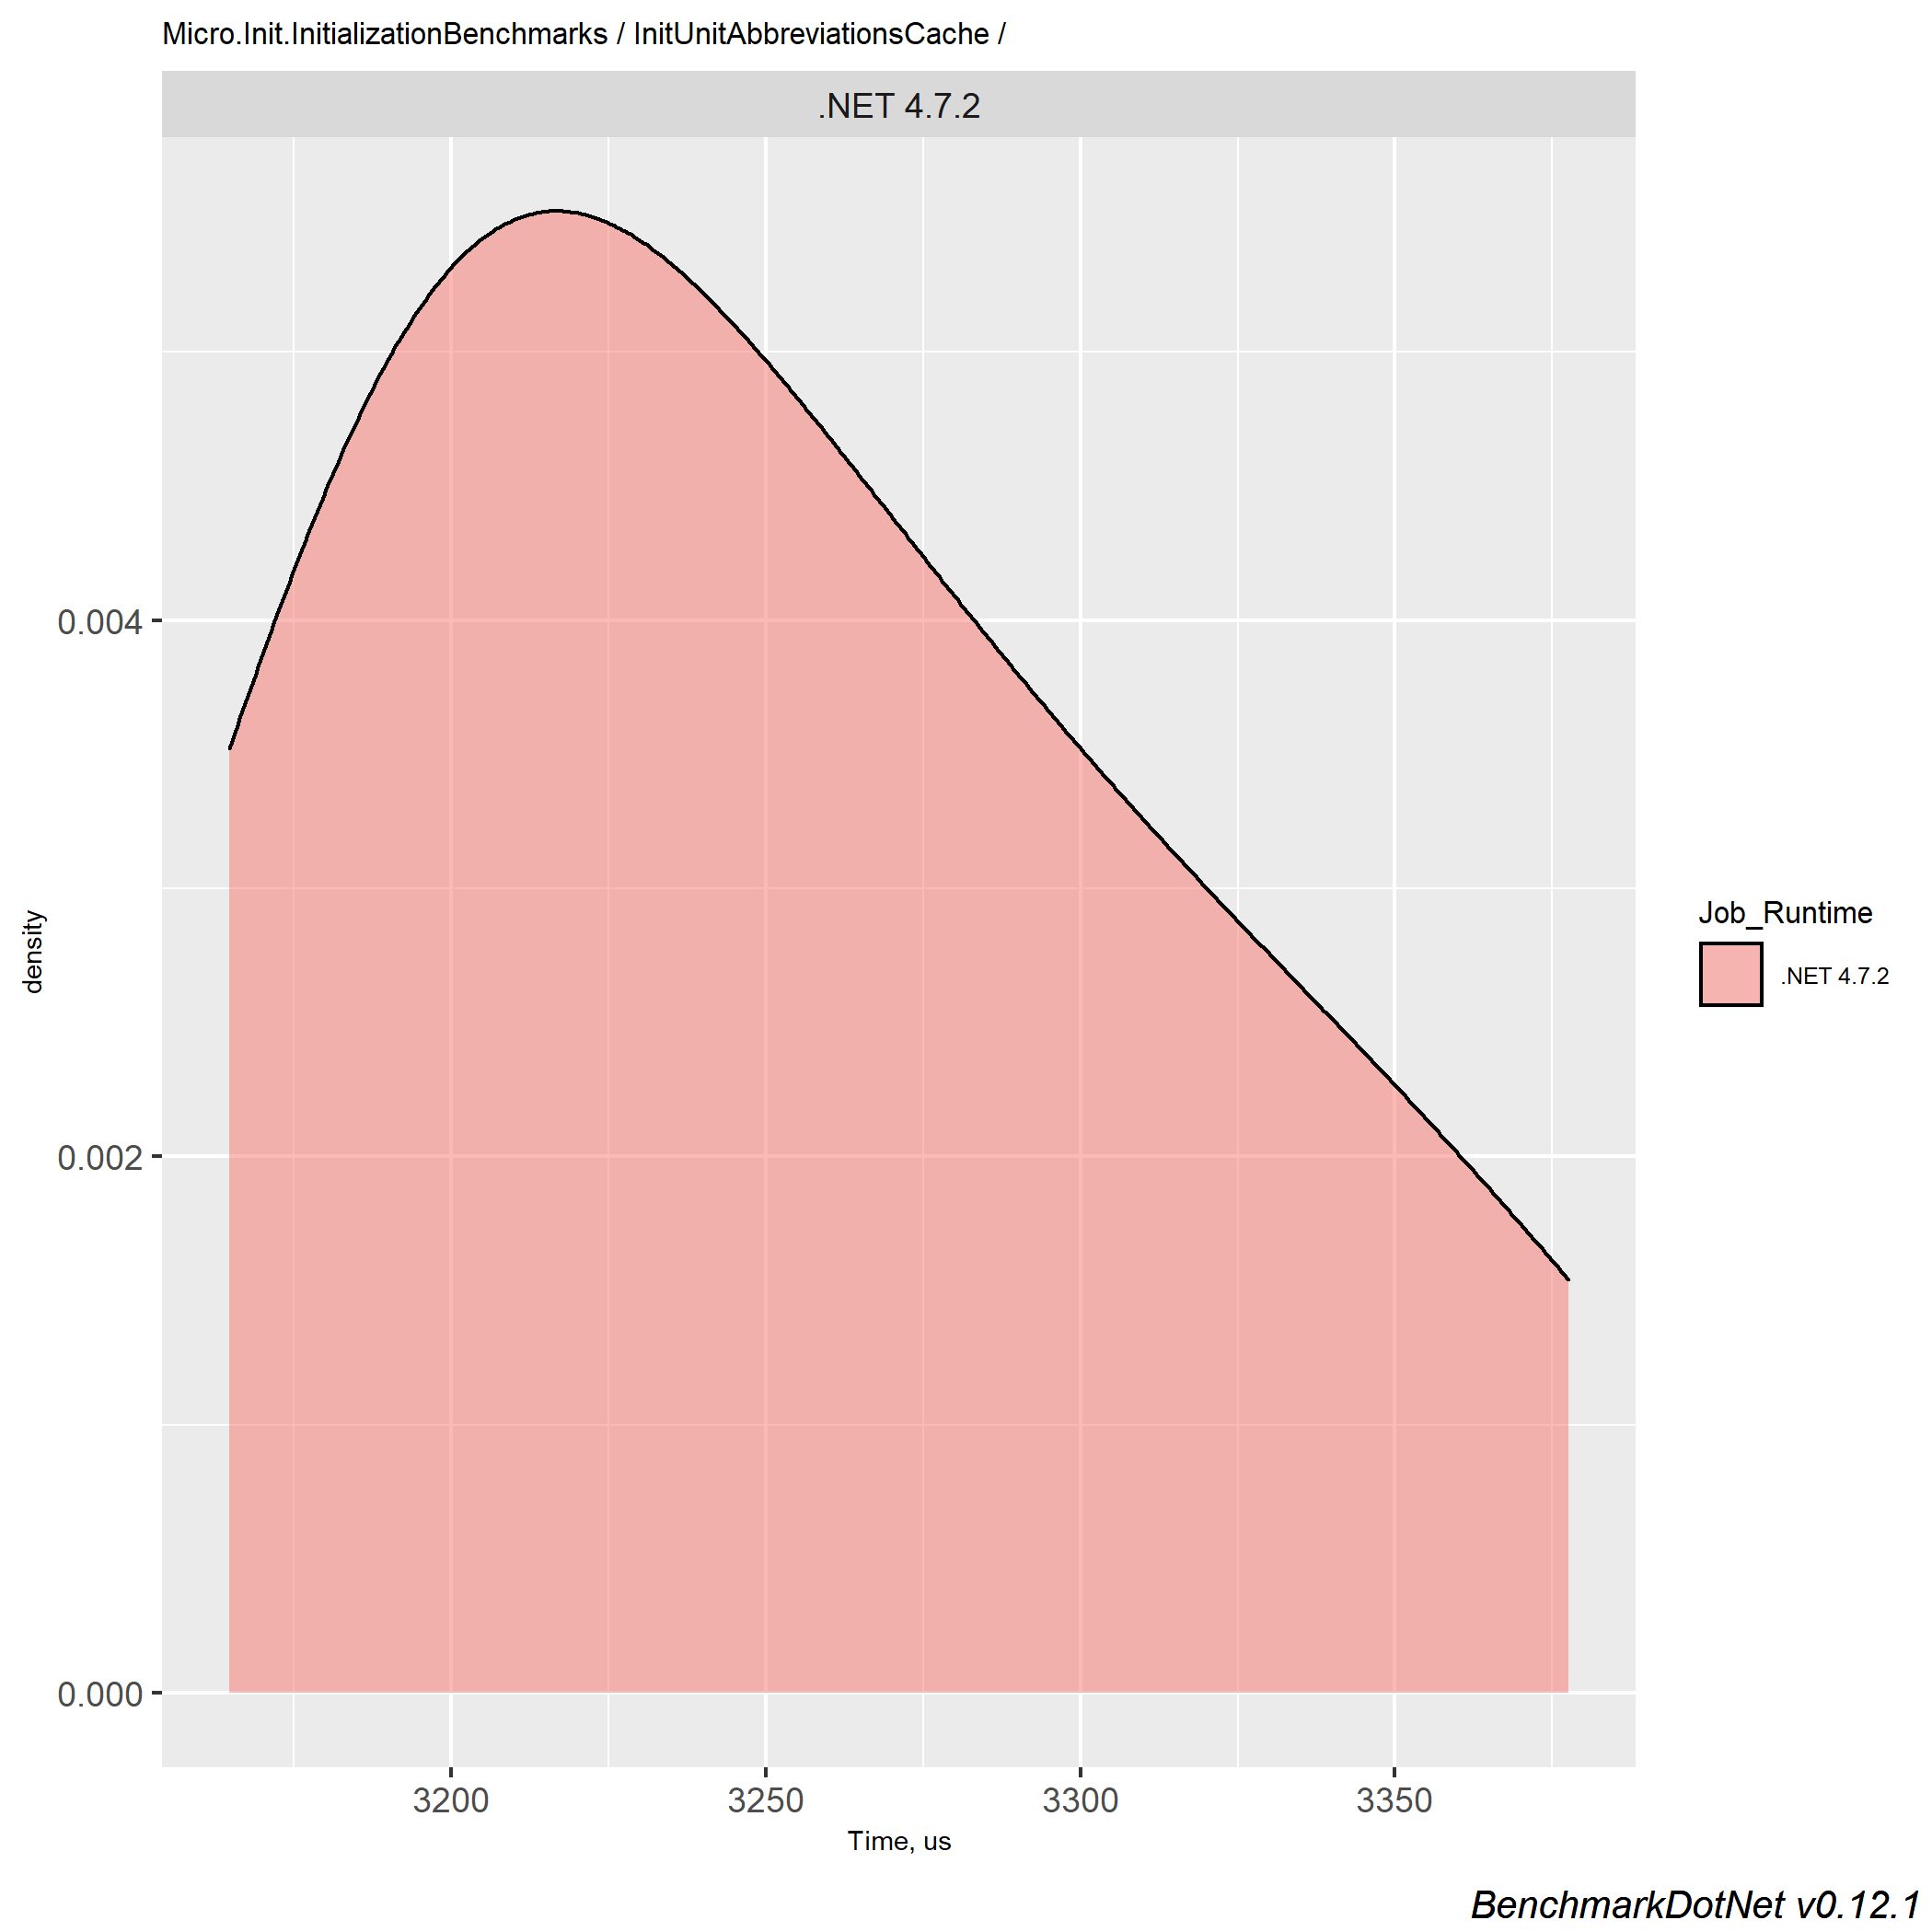 Micro.Init.InitializationBenchmarks / InitUnitAbbreviationsCache /
.NET 4.7.2
0.004
0.002
0.000
density
3200 3250 3300 3350
Time, us
Job_Runtime
.NET 4.7.2
BenchmarkDotNet v0.12.1